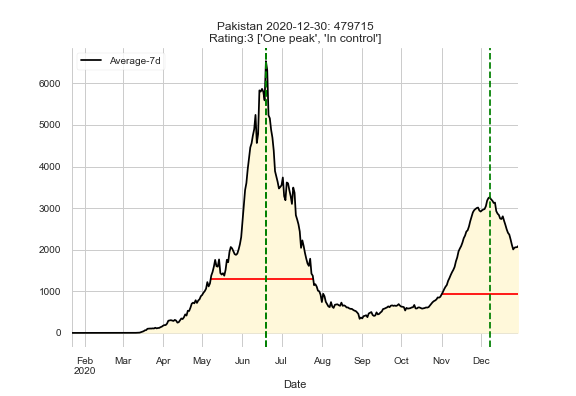 Pakistan 2020-12-30: 479715
Rating:3 ['One peak', 'In control']
Average-7d
6000
5000
4000
3000
2000
1000
0
Feb Mar Apr May Jun Jul Aug Sep Oct Nov Dec
2020
Date